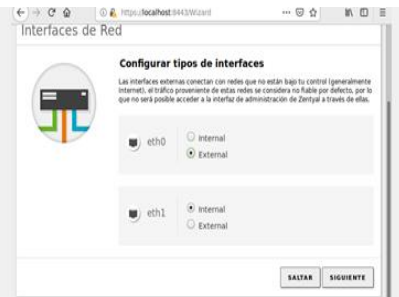 https://localhost:8443/Wizard
Interfaces de Red
Configurar tipos de interfaces
Las interfaces externas conectan con redes que no están bajo tu control (generalmente
Internet), el tráfico proveniente de estas redes se considera no fiable por defecto, por lo
que no será posible acceder a la interfaz de administración de Zentyal a través de ellas.
eth0
Internal
External
eth1
Internal
External
SALTAR SIGUIENTE